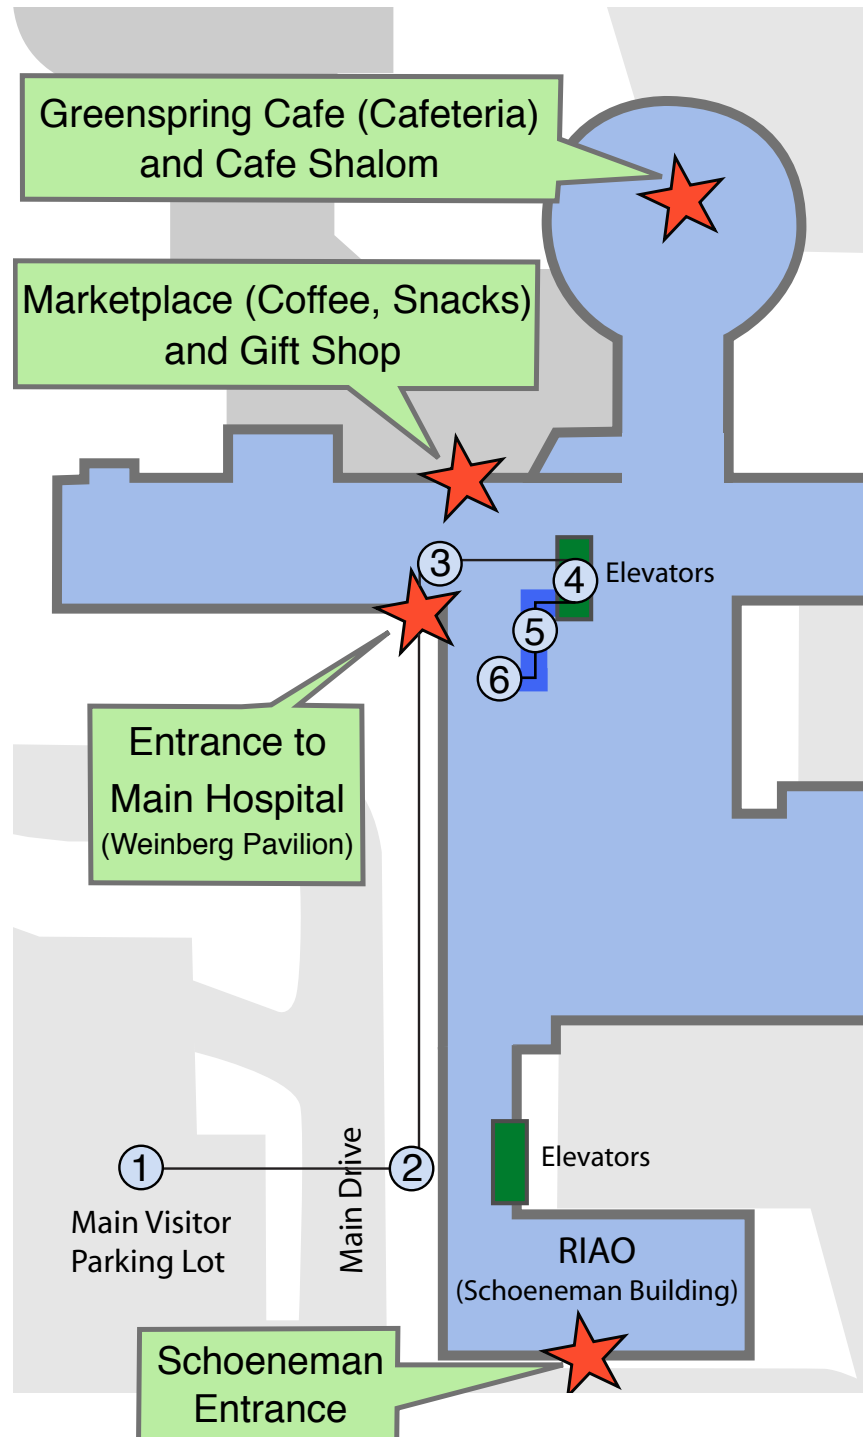 Greenspring Cafe (Cafeteria)
and Cafe Shalom
Marketplace (Coffee, Snacks)
and Gift Shop
3
4
Elevators
5
6
Entrance to
Main Hospital
(Weinberg Pavilion)
1
2
Main Drive
Elevators
Main Visitor
Parking Lot
RIAO
(Schoeneman Building)
Schoeneman
Entrance